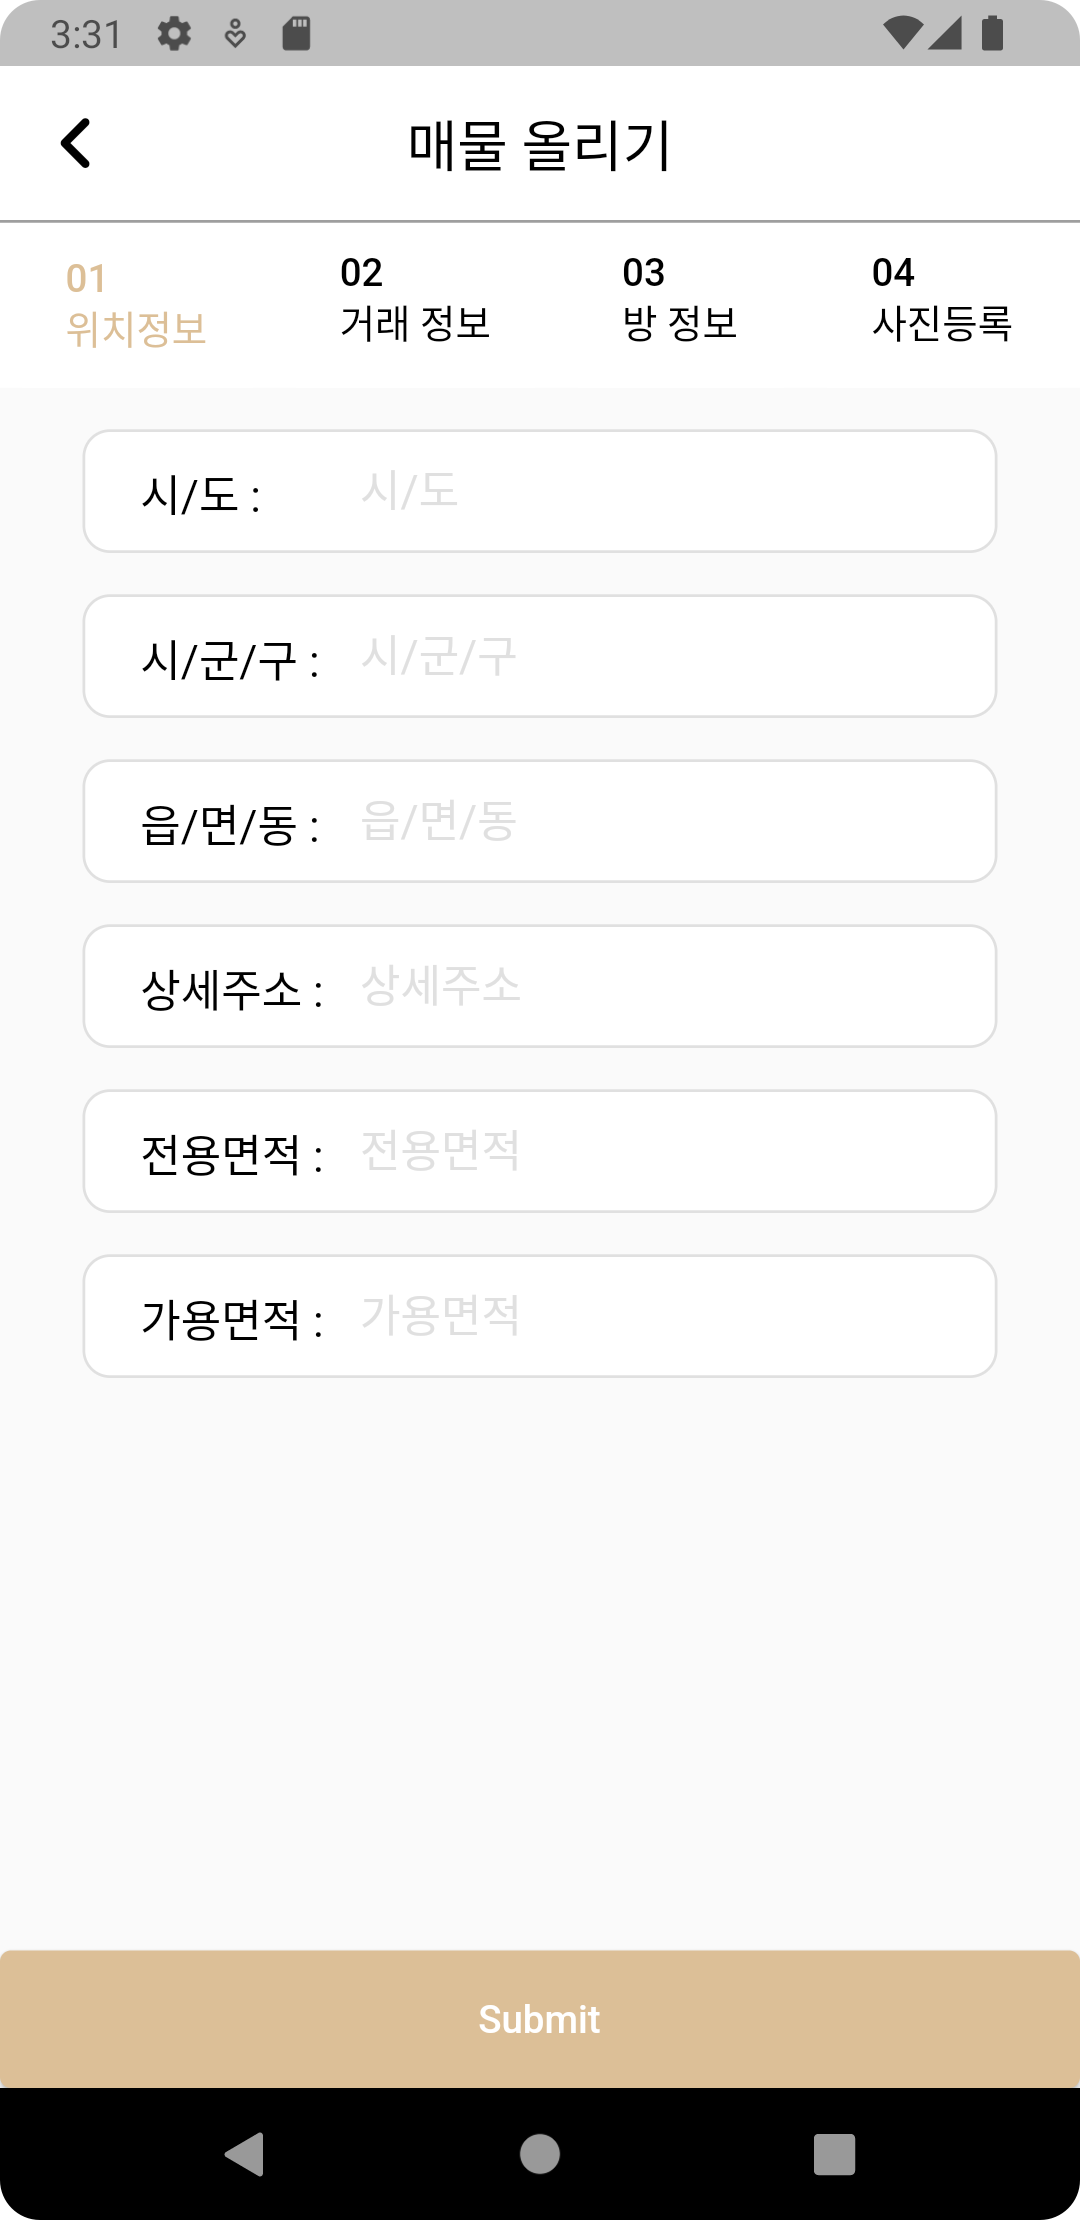 3:31
매물 올리기
01
위치정보
02
거래 정보
03
방 정보
04
사진등록
시/도 : 시/도
시/군/구 : 시/군/구
읍/면/동 : 읍/면/동
상세주소 : 상세주소
전용면적 : 전용면적
가용면적 : 가용면적
Submit